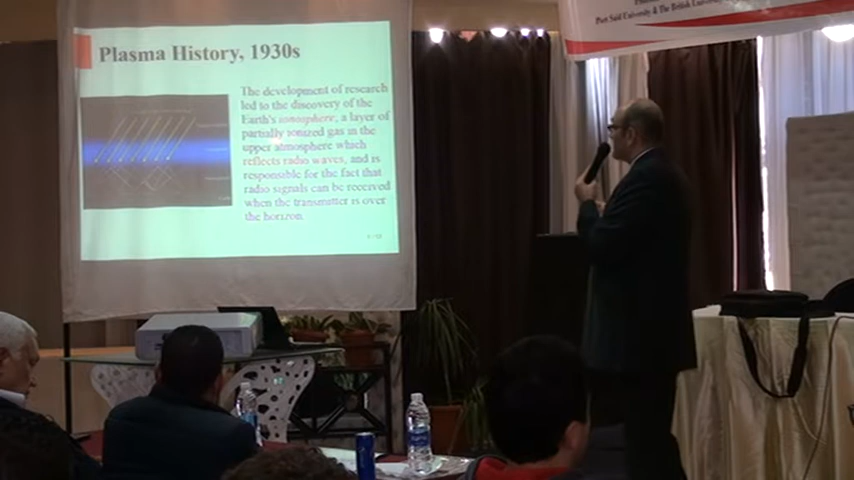 Port Said University & The British University
Plasma History, 1930s
The development of research
led to the discovery of the
Earth's ionosphere, a layer of
partially ionized gas in the
upper atmosphere which
reflects radio waves, and is
responsible for the fact that
radio signals can be received
when the transmitter is over
the horizon.